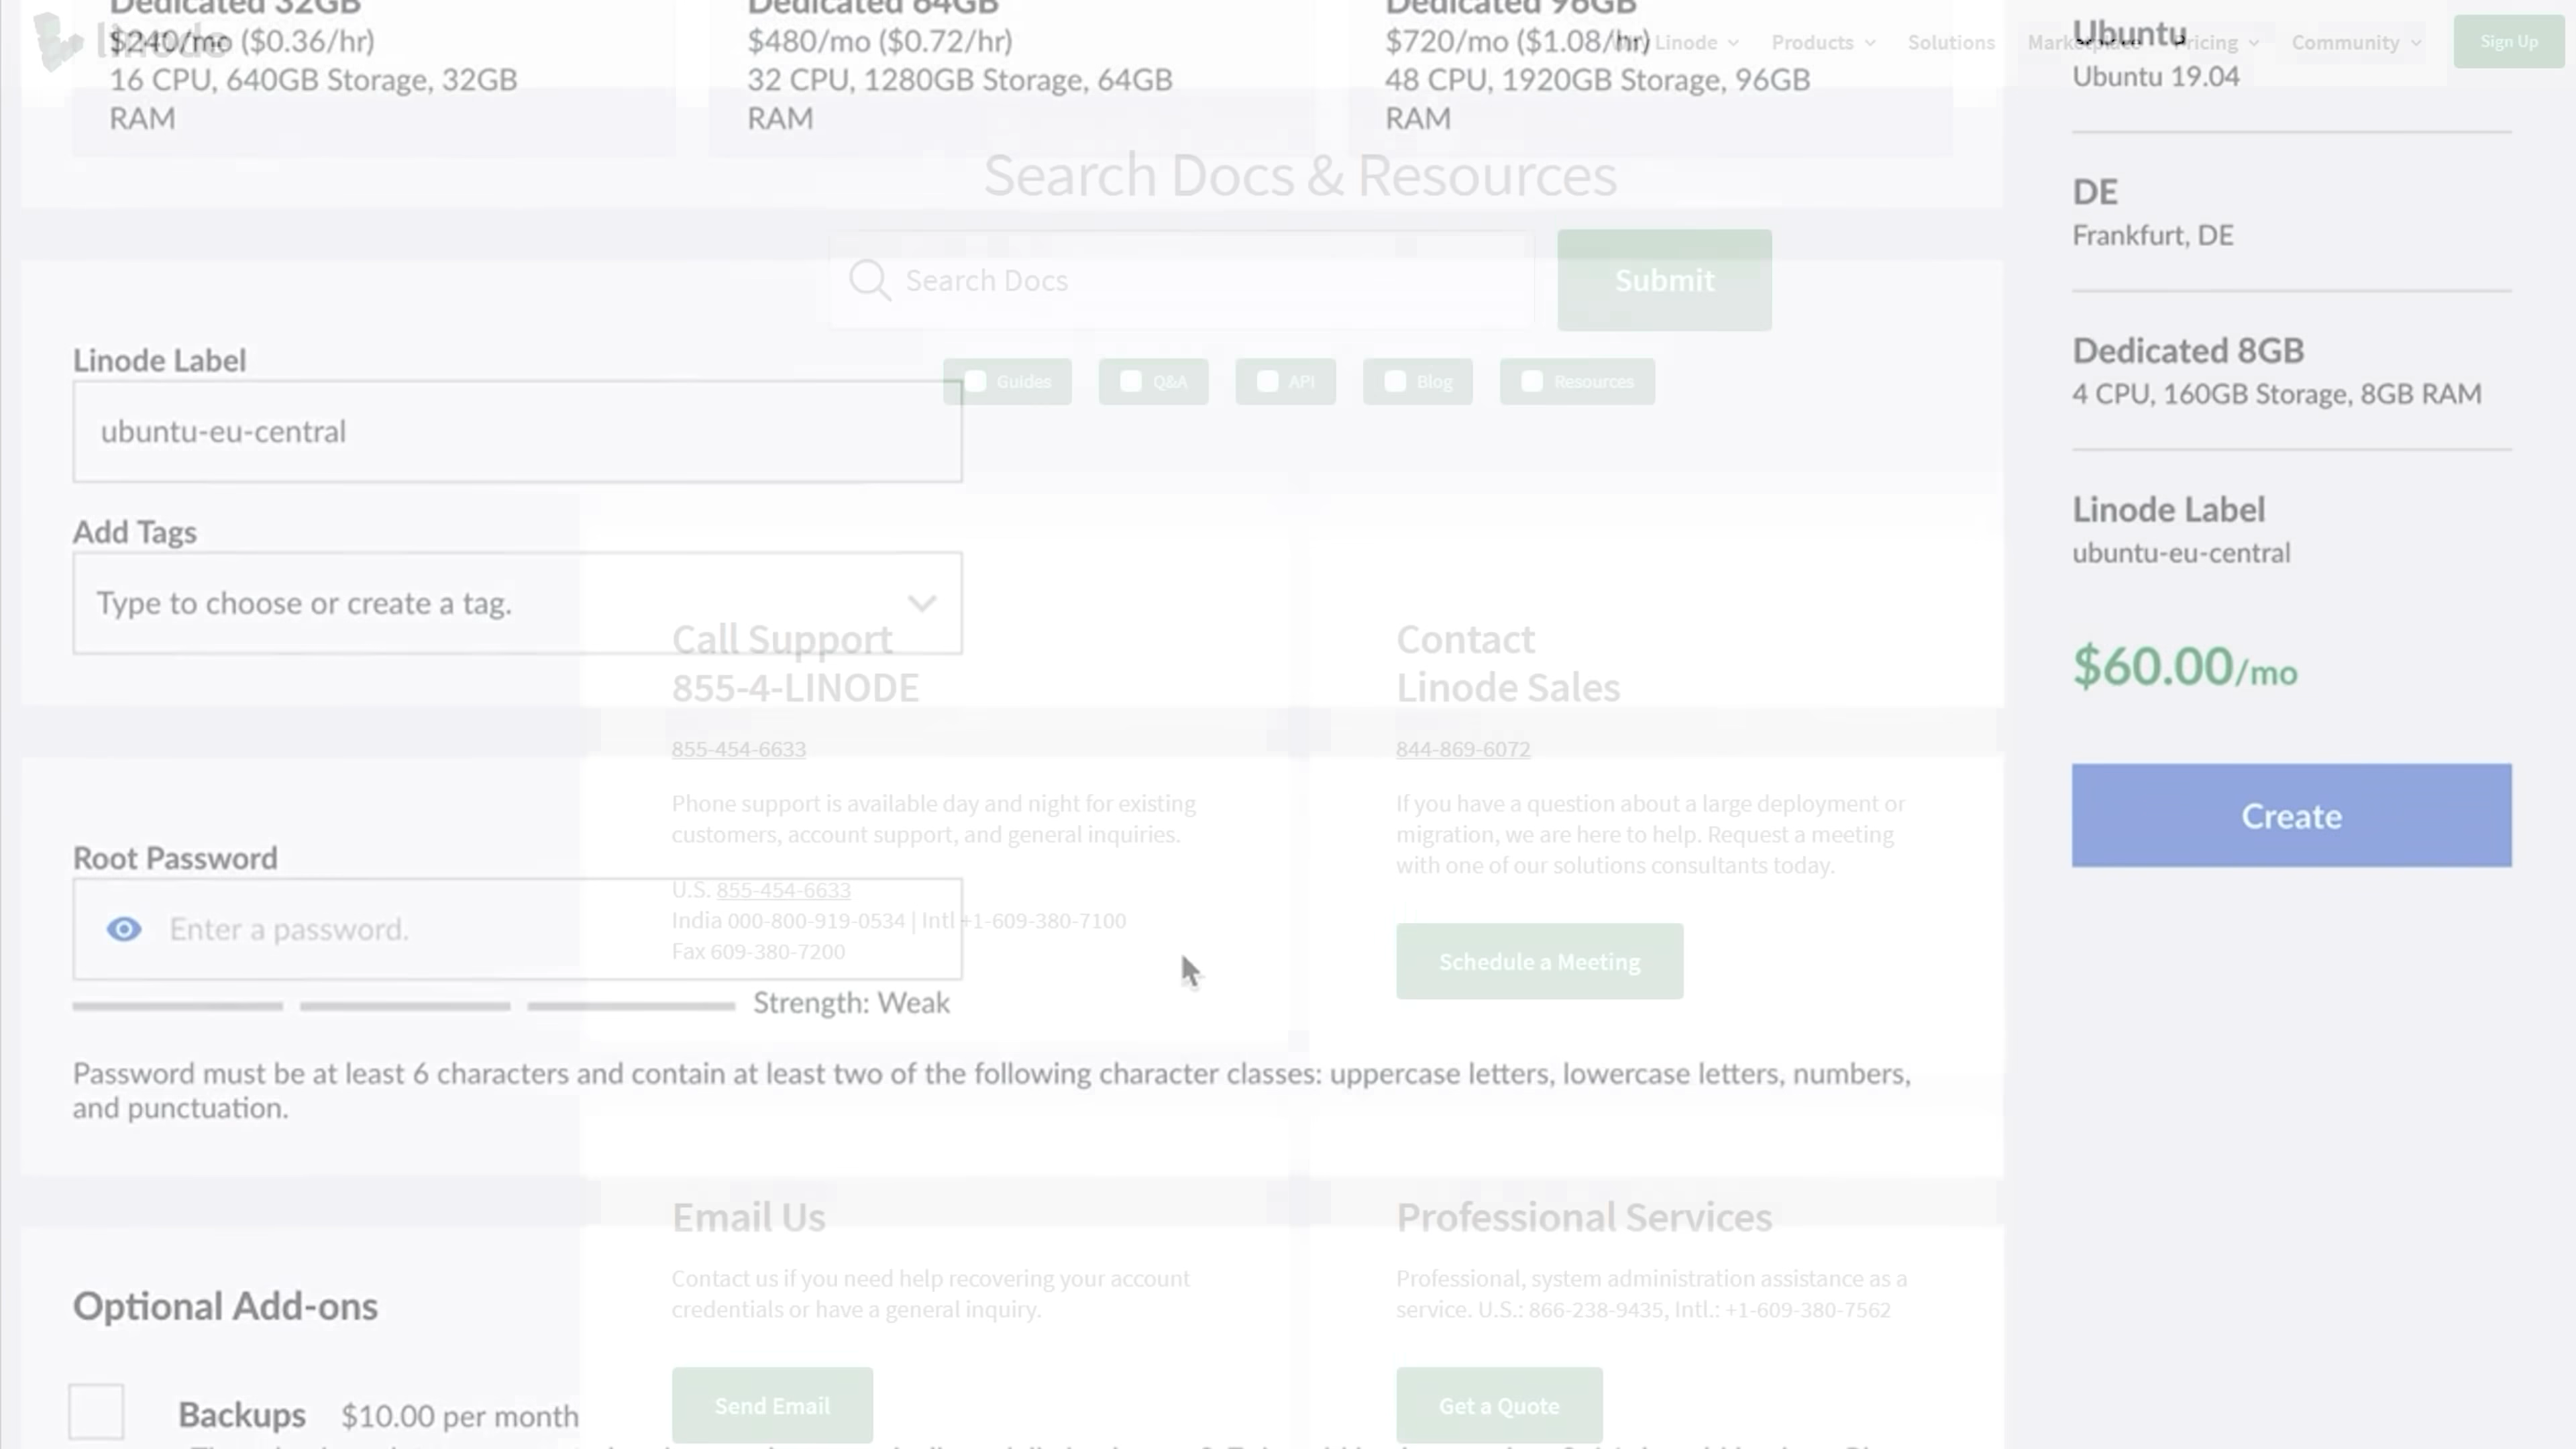 Dedicated 32GB
$240/mo ($0.36/hr)
16 CPU, 640GB Storage, 32GB
RAM
Dedicated 64GB
$480/mo ($0.72/hr)
32 CPU, 1280GB Storage, 64GB
RAM
Dedicated 96GB
$720/mo ($1.08/hr)
48 CPU, 1920GB Storage, 96GB
RAM
linode
Linode Products Solutions Marketplace Pricing Community Sign Up
Search Docs & Resources
Search Docs Submit
Guides Q&A API Blog Resources
Linode Label
ubuntu-eu-central
Add Tags
Type to choose or create a tag.
Root Password
Enter a password.
Strength: Weak
Password must be at least 6 characters and contain at least two of the following character classes: uppercase letters, lowercase letters, numbers,
and punctuation.
Optional Add-ons
Backups $10.00 per month
Call Support
855-4-LINODE
855-454-6633
Phone support is available day and night for existing
customers, account support, and general inquiries.
U.S. 855-454-6633
India 000-800-919-0534 | Intl +1-609-380-7100
Fax 609-380-7200
Contact
Linode Sales
844-869-6072
If you have a question about a large deployment or
migration, we are here to help. Request a meeting
with one of our solutions consultants today.
Schedule a Meeting
Email Us
Contact us if you need help recovering your account
credentials or have a general inquiry.
Send Email
Professional Services
Professional, system administration assistance as a
service. U.S.: 866-238-9435, Intl.: +1-609-380-7562
Get a Quote
Ubuntu
Ubuntu 19.04
DE
Frankfurt, DE
Dedicated 8GB
4 CPU, 160GB Storage, 8GB RAM
Linode Label
ubuntu-eu-central
$60.00/mo
Create